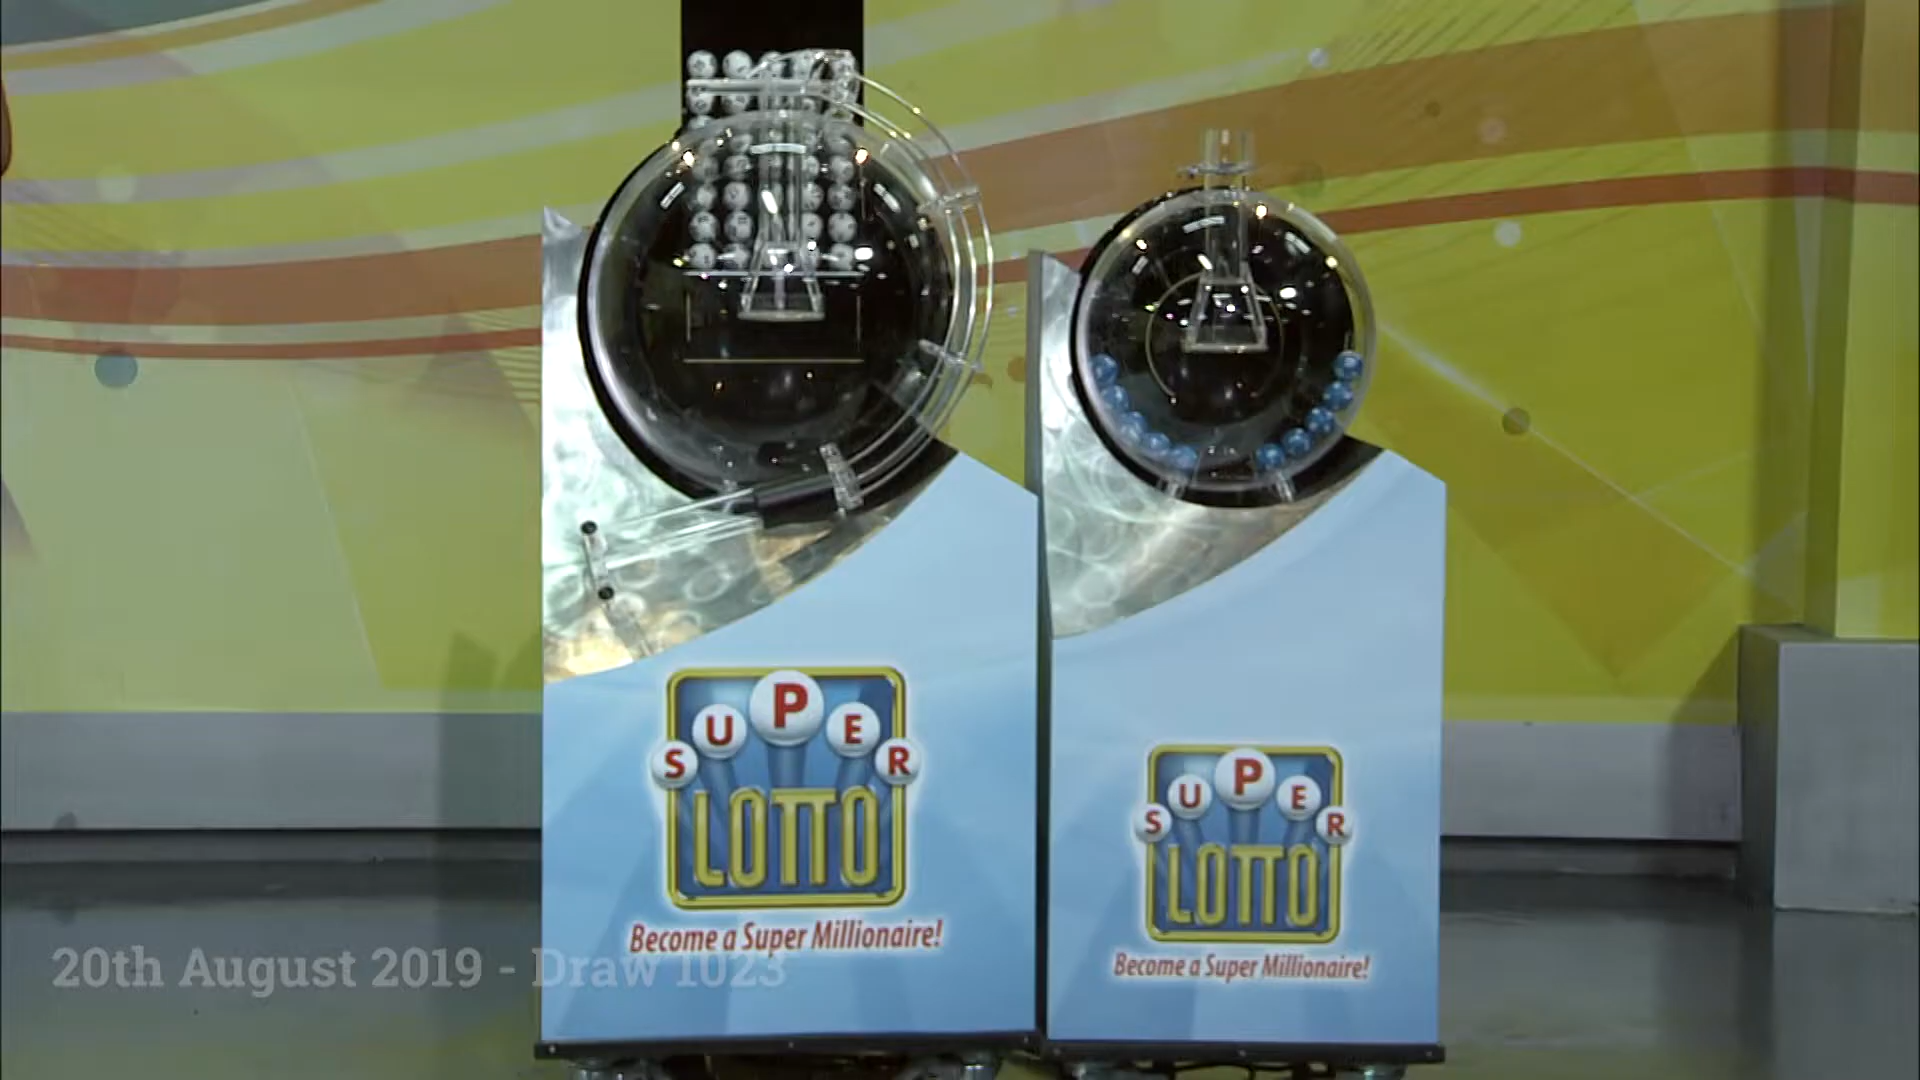 SUPER
LOTTO
Become a Super Millionaire!
SUPER
LOTTO
Become a Super Millionaire!
20th August 2019 - Draw 1023